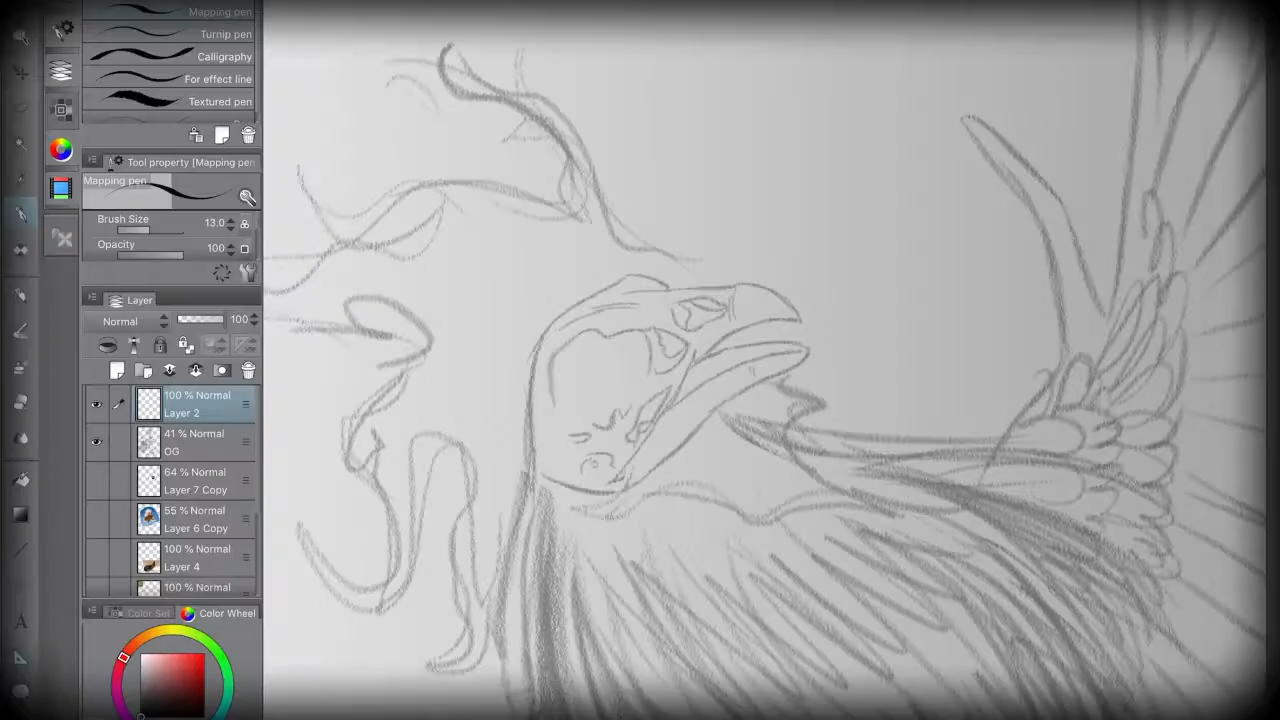 Mapping pen
Turnip pen
Calligraphy
For effect line
Textured pen
Tool property [Mapping pen
Mapping pen
Brush Size 13.0
Opacity 100
Layer
Normal 100
100 % Normal
Layer 2
41 % Normal
OG
64 % Normal
Layer 7 Copy
55 % Normal
Layer 6 Copy
100 % Normal
Layer 4
100 % Normal
Color Set Color Wheel